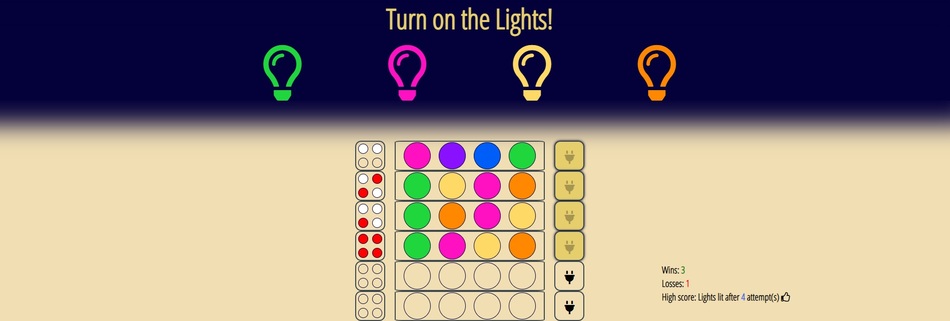 Turn on the Lights!
Wins: 3
Losses: 1
High score: Lights lit after 4 attempt(s)